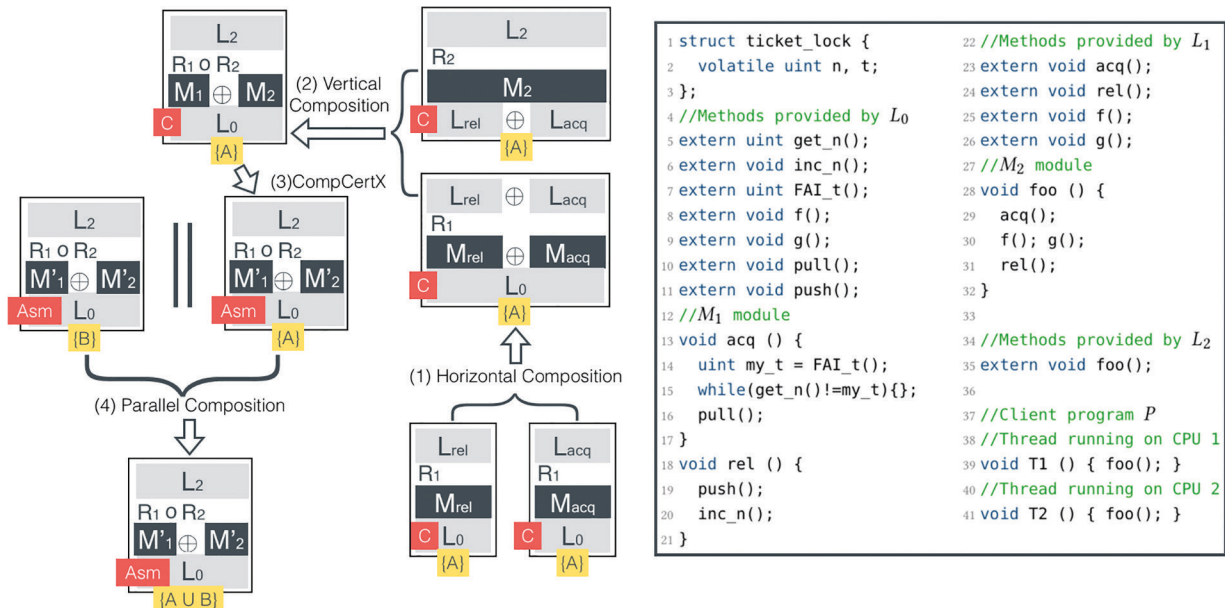 L2
R1 o R2
M1 ⊕ M2
C
L0
{A}
(2) Vertical
Composition
L2
R2
M2
C
Lrel ⊕ Lacq
{A}
(3)CompCertX
L2
R1 o R2
M'1 ⊕ M'2
Asm
L0
{B}
L2
R1 o R2
M'1 ⊕ M'2
Asm
L0
{A}
Lrel ⊕ Lacq
R1
Mrel ⊕ Macq
C
L0
{A}
(1) Horizontal Composition
(4) Parallel Composition
Lrel
R1
Mrel
C
L0
{A}
Lacq
R1
Macq
C
L0
{A}
L2
R1 o R2
M'1 ⊕ M'2
Asm
L0
{A U B}
1 struct ticket_lock {
2 volatile uint n, t;
3 };
4 //Methods provided by L0
5 extern uint get_n();
6 extern void inc_n();
7 extern uint FAI_t();
8 extern void f();
9 extern void g();
10 extern void pull();
11 extern void push();
12 //M1 module
13 void acq () {
14 uint my_t = FAI_t();
15 while(get_n()!=my_t){};
16 pull();
17 }
18 void rel () {
19 push();
20 inc_n();
21 }
22 //Methods provided by L1
23 extern void acq();
24 extern void rel();
25 extern void f();
26 extern void g();
27 //M2 module
28 void foo () {
29 acq();
30 f(); g();
31 rel();
32 }
33
34 //Methods provided by L2
35 extern void foo();
36
37 //Client program P
38 //Thread running on CPU 1
39 void T1 () { foo(); }
40 //Thread running on CPU 2
41 void T2 () { foo(); }